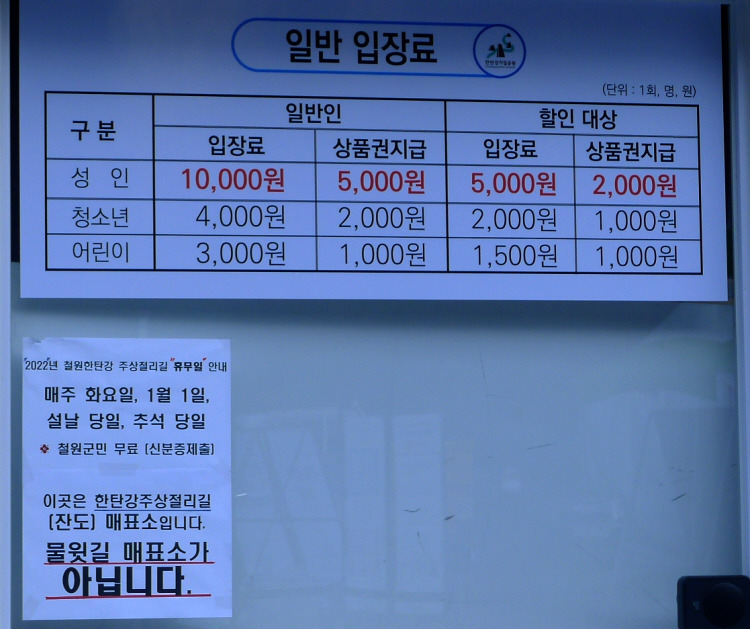 일반 입장료
한탄강지질공원
(단위 : 1회, 명, 원)
구분 일반인 할인 대상
입장료 상품권지급 입장료 상품권지급
성 인 10,000원 5,000원 5,000원 2,000원
청소년 4,000원 2,000원 2,000원 1,000원
어린이 3,000원 1,000원 1,500원 1,000원
"2022"년 철원한탄강 주상절리길 "휴무일" 안내
매주 화요일, 1월 1일,
설날 당일, 추석 당일
❖ 철원군민 무료 (신분증제출)
이곳은 한탄강주상절리길
(잔도) 매표소입니다.
물윗길 매표소가
아닙니다.